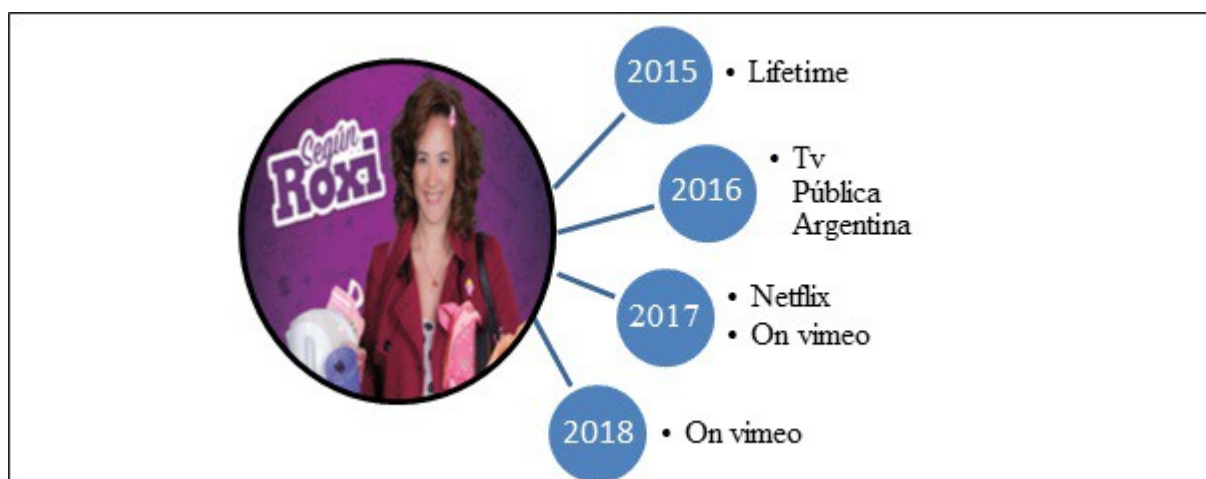 Según
Roxi
2015
• Lifetime
2016
• Tv
Pública
Argentina
2017
• Netflix
• On vimeo
2018
• On vimeo